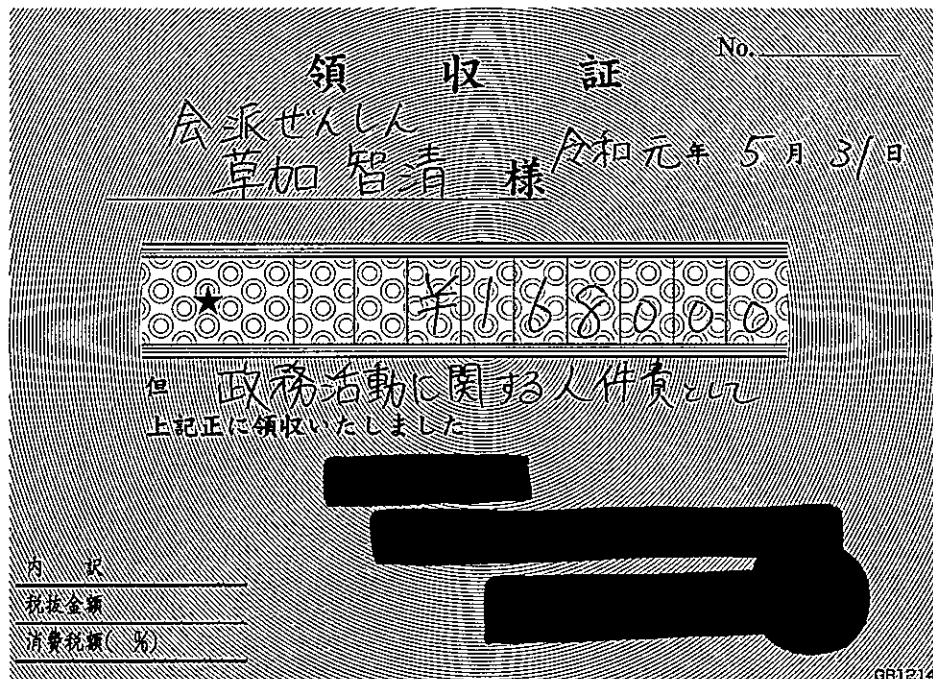 No.
領収証
会派ぜんしん
令和元年 5月 31日
草加 智清 様
★ ¥168000
但 政務活動に関する人件費として
上記正に領収いたしました
内 訳
税抜金額
消費税額( %)
GB1214